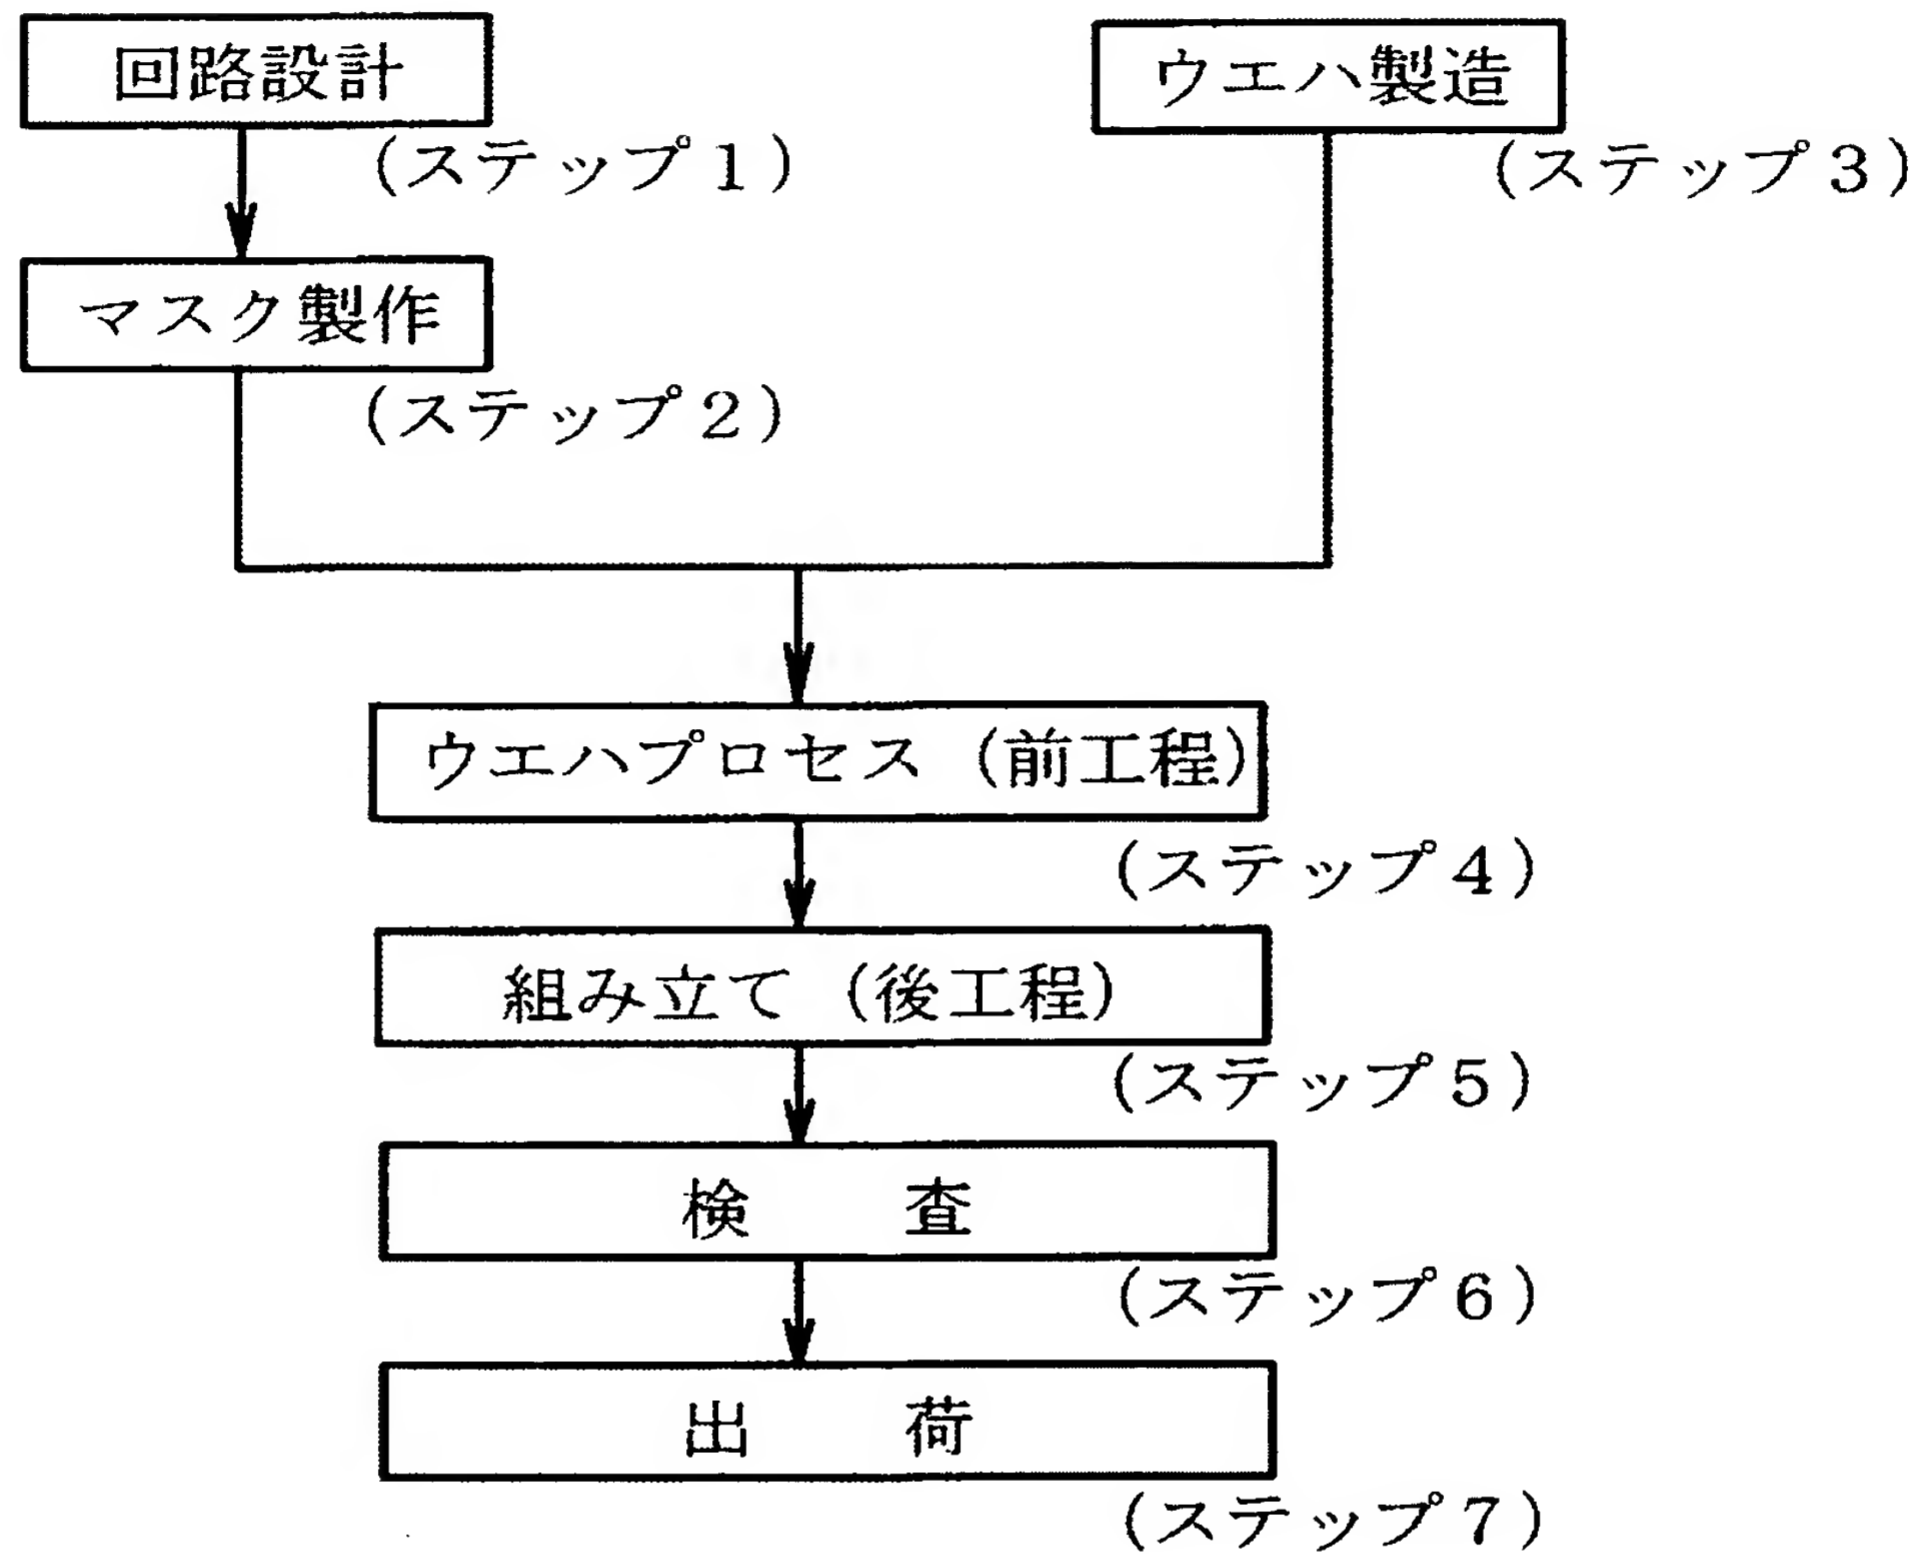 回路設計
(ステップ1)
ウエハ製造
(ステップ3)
マスク製作
(ステップ2)
ウエハプロセス (前工程)
(ステップ4)
組み立て (後工程)
(ステップ5)
検 査
(ステップ6)
出 荷
(ステップ7)